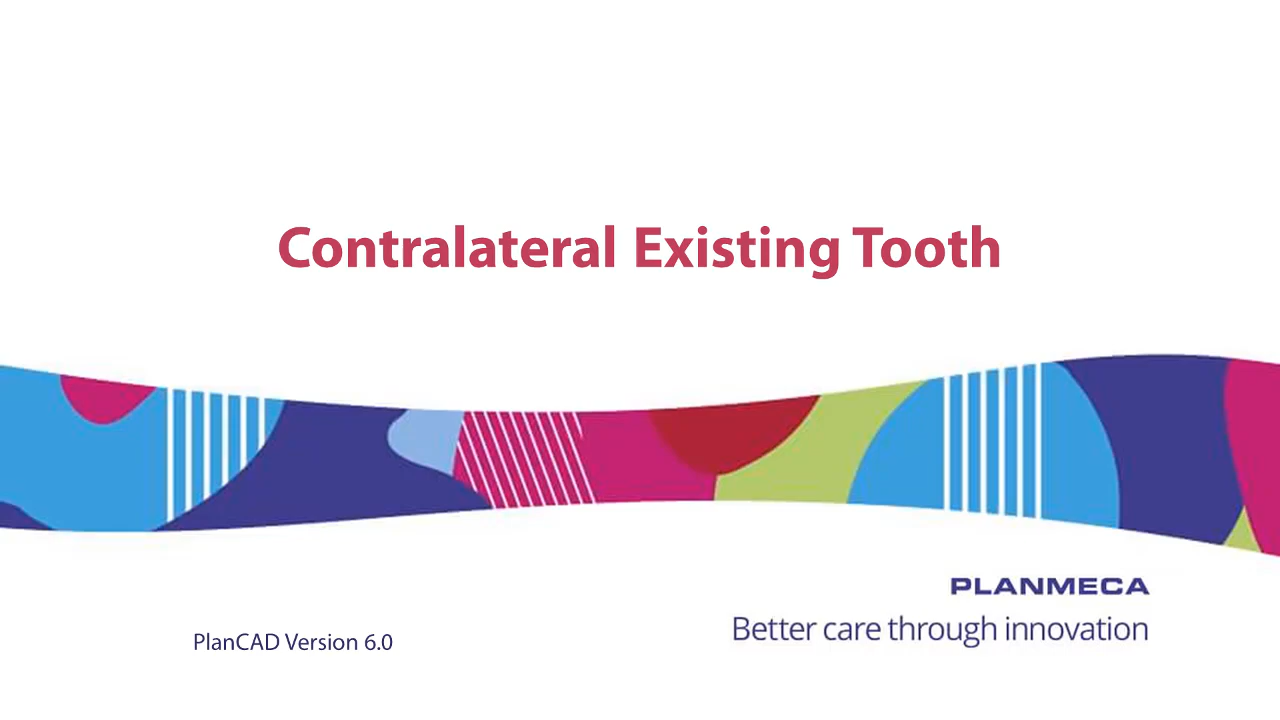 Contralateral Existing Tooth
PLANMECA
Better care through innovation
PlanCAD Version 6.0